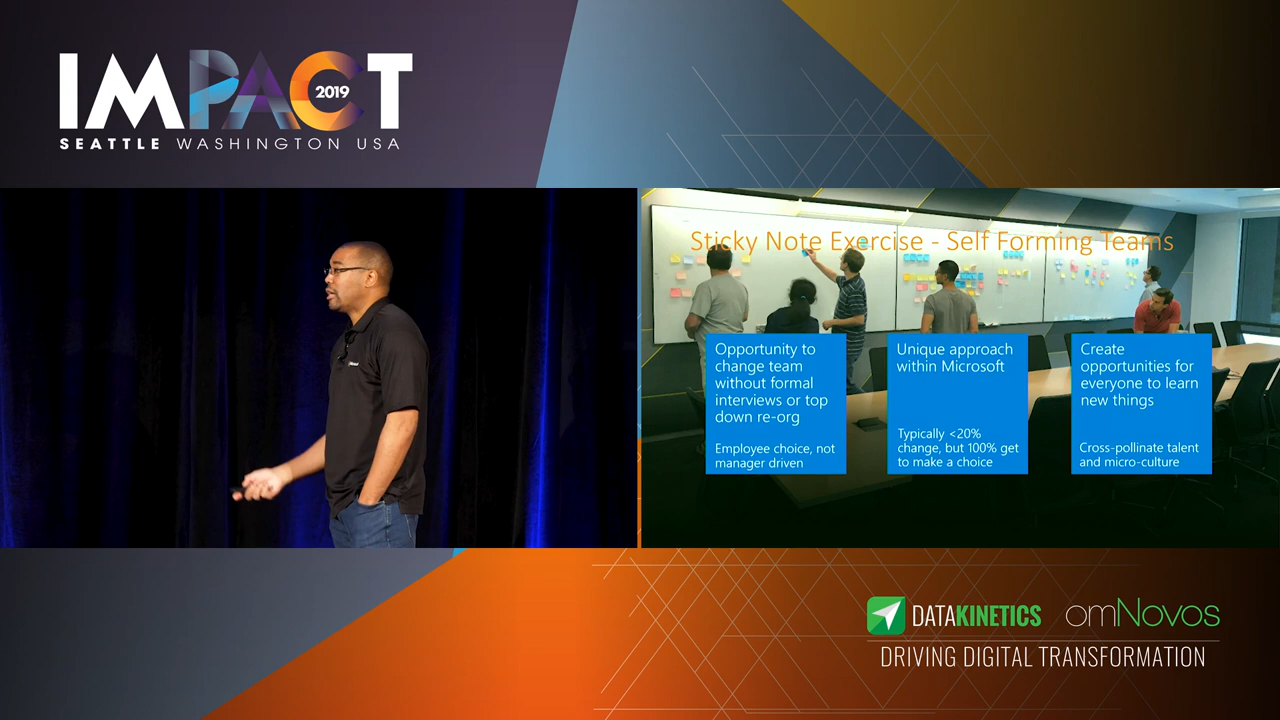 IMPACT
2019
SEATTLE WASHINGTON USA
Sticky Note Exercise - Self Forming Teams
Opportunity to
change team
without formal
interviews or top
down re-org
Employee choice, not
manager driven
Unique approach
within Microsoft
Typically <20%
change, but 100% get
to make a choice
Create
opportunities for
everyone to learn
new things
Cross-pollinate talent
and micro-culture
DATAKINETICS
omNovos
DRIVING DIGITAL TRANSFORMATION